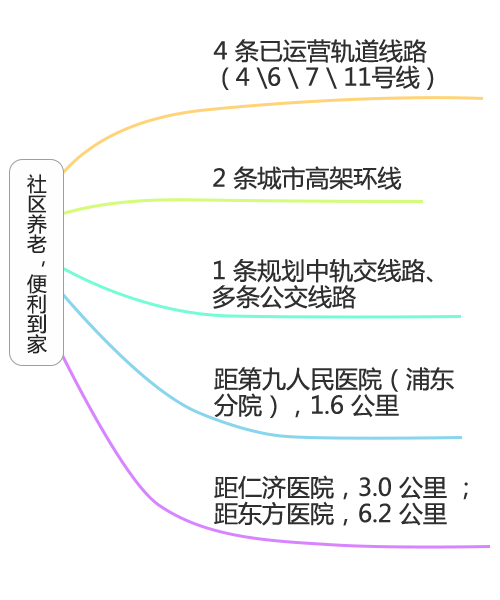 社区养老，便利到家
4 条已运营轨道线路
（4 \6 \ 7 \ 11号线）
2 条城市高架环线
1 条规划中轨交线路、
多条公交线路
距第九人民医院（浦东
分院），1.6 公里
距仁济医院，3.0 公里 ；
距东方医院，6.2 公里